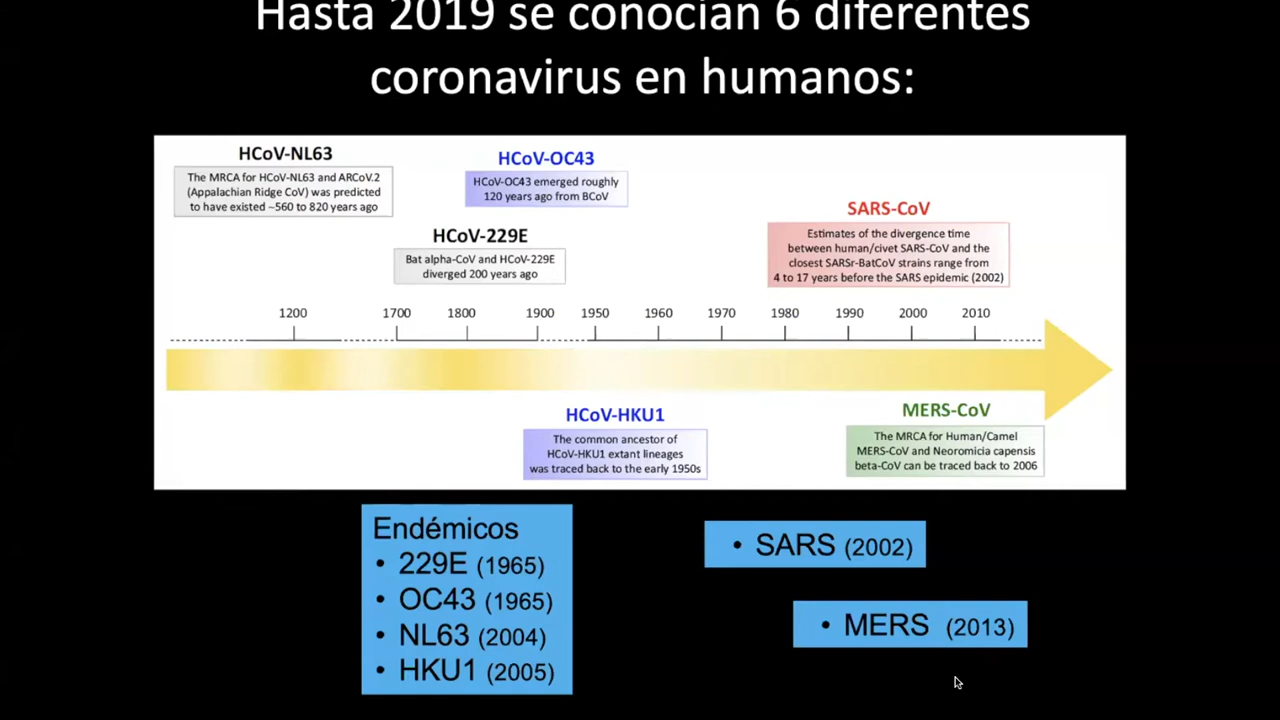 Hasta 2019 se conocían 6 diferentes
coronavirus en humanos:
HCoV-NL63
The MRCA for HCoV-NL63 and ARCoV.2
(Appalachian Ridge CoV) was predicted
to have existed ~560 to 820 years ago
HCoV-OC43
HCoV-OC43 emerged roughly
120 years ago from BCoV
HCoV-229E
Bat alpha-CoV and HCoV-229E
diverged 200 years ago
SARS-CoV
Estimates of the divergence time
between human/civet SARS-CoV and the
closest SARSr-BatCoV strains range from
4 to 17 years before the SARS epidemic (2002)
1200 1700 1800 1900 1950 1960 1970 1980 1990 2000 2010
HCoV-HKU1
The common ancestor of
HCoV-HKU1 extant lineages
was traced back to the early 1950s
MERS-CoV
The MRCA for Human/Camel
MERS-CoV and Neoromicia capensis
beta-CoV can be traced back to 2006
Endémicos
• 229E (1965)
• OC43 (1965)
• NL63 (2004)
• HKU1 (2005)
• SARS (2002)
• MERS (2013)